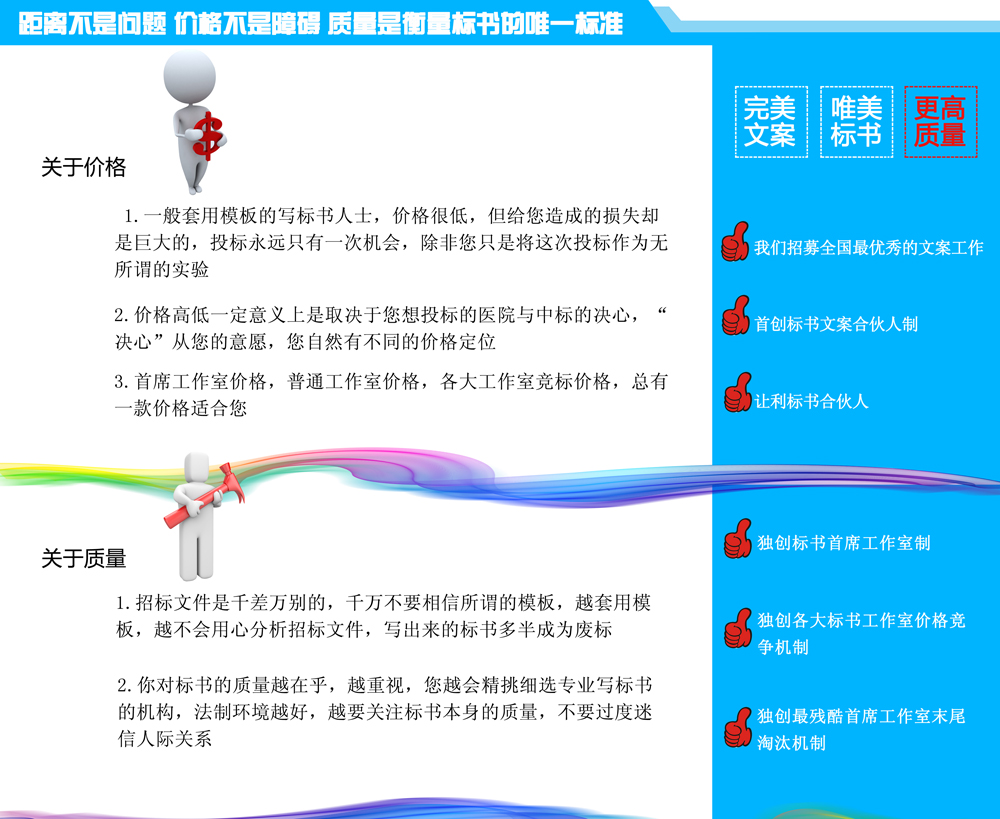 距离不是问题 价格不是障碍 质量是衡量标书的唯一标准
关于价格
1.一般套用模板的写标书人士，价格很低，但给您造成的损失却
是巨大的，投标永远只有一次机会，除非您只是将这次投标作为无
所谓的实验
2.价格高低一定意义上是取决于您想投标的医院与中标的决心，“
决心”从您的意愿，您自然有不同的价格定位
3.首席工作室价格，普通工作室价格，各大工作室竞标价格，总有
一款价格适合您
关于质量
1.招标文件是千差万别的，千万不要相信所谓的模板，越套用模
板，越不会用心分析招标文件，写出来的标书多半成为废标
2.你对标书的质量越在乎，越重视，您越会精挑细选专业写标书
的机构，法制环境越好，越要关注标书本身的质量，不要过度迷
信人际关系
完美
文案
唯美
标书
更高
质量
我们招募全国最优秀的文案工作
首创标书文案合伙人制
让利标书合伙人
独创标书首席工作室制
独创各大标书工作室价格竞
争机制
独创最残酷首席工作室末尾
淘汰机制